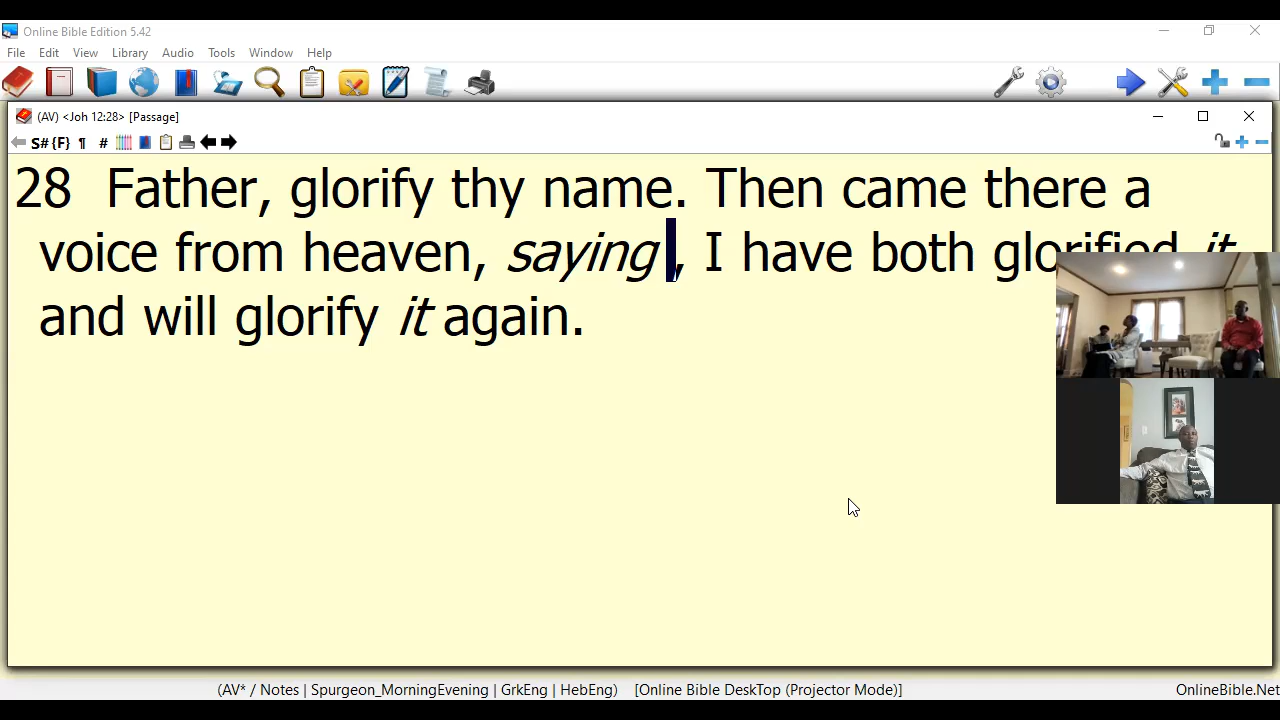 Online Bible Edition 5.42
File Edit View Library Audio Tools Window Help
(AV) <Joh 12:28> [Passage]
S# {F} ¶ #
28 Father, glorify thy name. Then came there a
voice from heaven, saying , I have both glorified it
and will glorify it again.
(AV* / Notes | Spurgeon_MorningEvening | GrkEng | HebEng) [Online Bible DeskTop (Projector Mode)] OnlineBible.Net